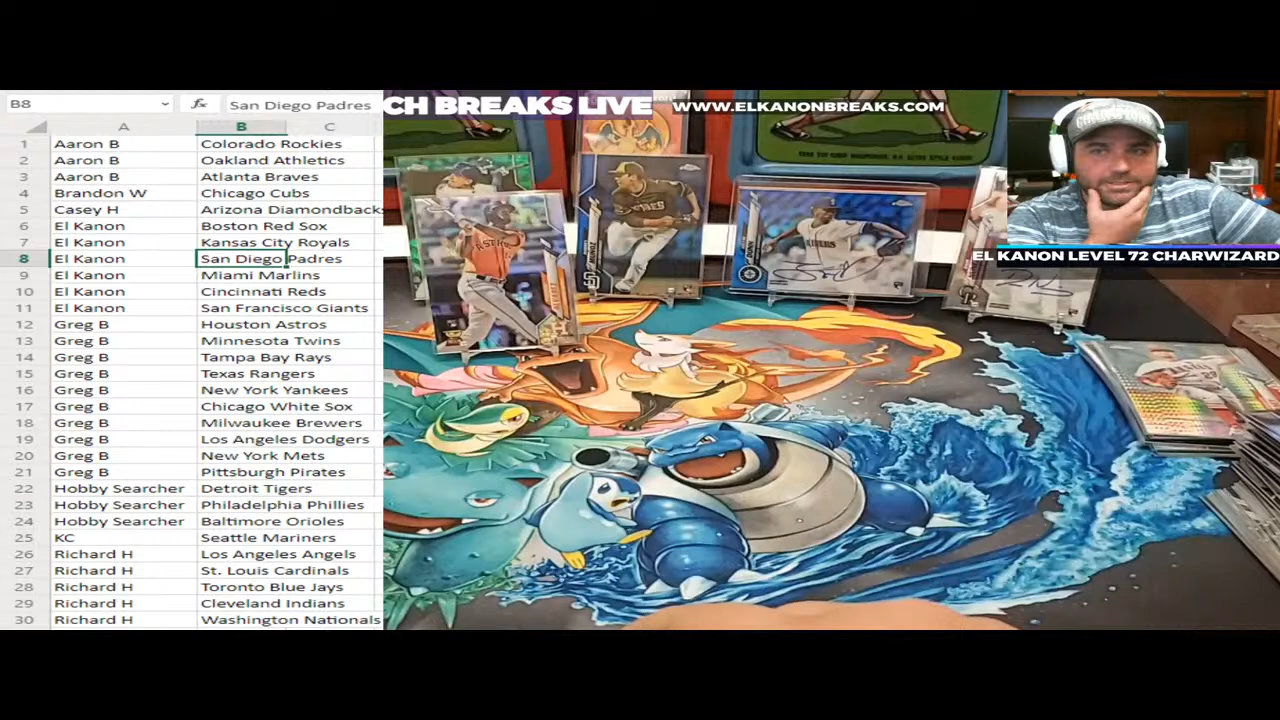 B8 fx San Diego Padres
A B C
1 Aaron B Colorado Rockies
2 Aaron B Oakland Athletics
3 Aaron B Atlanta Braves
4 Brandon W Chicago Cubs
5 Casey H Arizona Diamondbacks
6 El Kanon Boston Red Sox
7 El Kanon Kansas City Royals
8 El Kanon San Diego Padres
9 El Kanon Miami Marlins
10 El Kanon Cincinnati Reds
11 El Kanon San Francisco Giants
12 Greg B Houston Astros
13 Greg B Minnesota Twins
14 Greg B Tampa Bay Rays
15 Greg B Texas Rangers
16 Greg B New York Yankees
17 Greg B Chicago White Sox
18 Greg B Milwaukee Brewers
19 Greg B Los Angeles Dodgers
20 Greg B New York Mets
21 Greg B Pittsburgh Pirates
22 Hobby Searcher Detroit Tigers
23 Hobby Searcher Philadelphia Phillies
24 Hobby Searcher Baltimore Orioles
25 KC Seattle Mariners
26 Richard H Los Angeles Angels
27 Richard H St. Louis Cardinals
28 Richard H Toronto Blue Jays
29 Richard H Cleveland Indians
30 Richard H Washington Nationals
CH BREAKS LIVE WWW.ELKANONBREAKS.COM
EL KANON LEVEL 72 CHARWIZARD